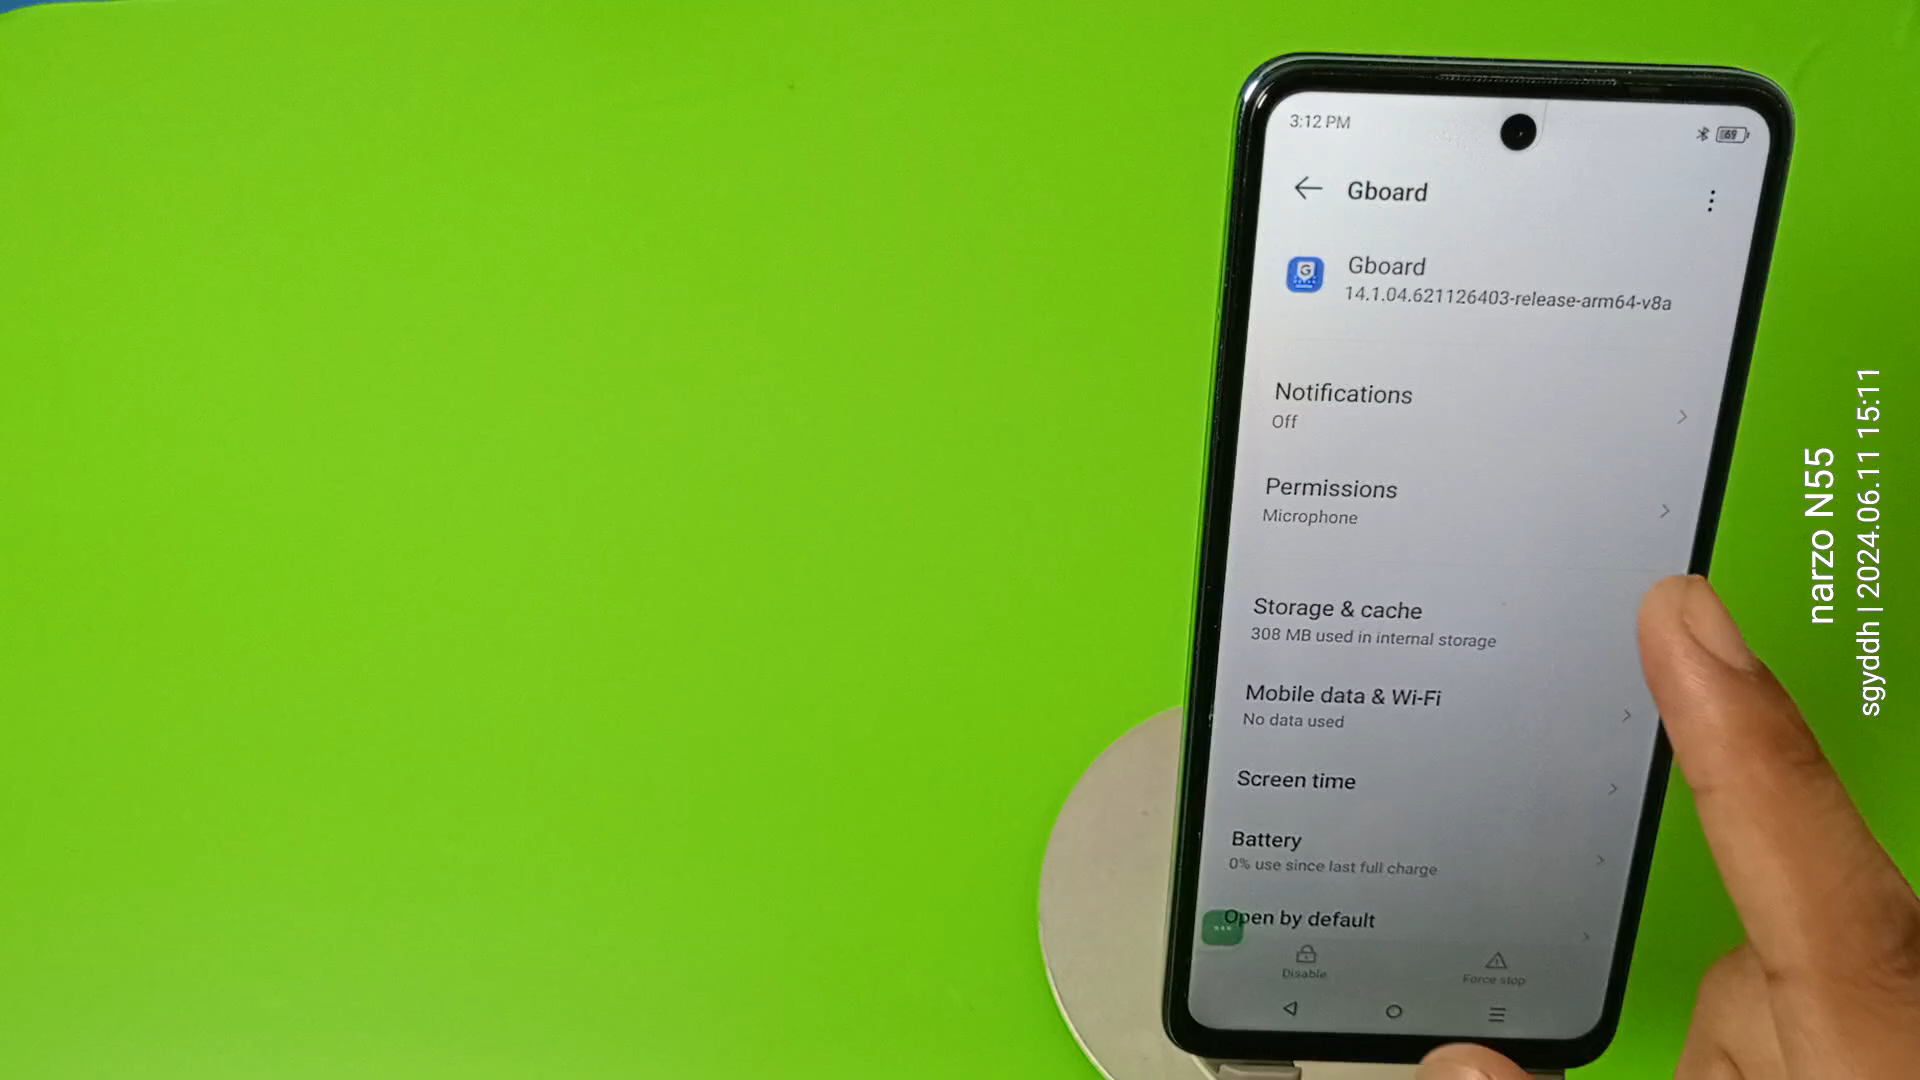 3:12 PM
69
Gboard
Gboard
14.1.04.621126403-release-arm64-v8a
Notifications
Off
Permissions
Microphone
Storage & cache
308 MB used in internal storage
Mobile data & Wi-Fi
No data used
Screen time
Battery
0% use since last full charge
Open by default
Disable
Force stop
narzo N55
sgyddh | 2024.06.11 15:11